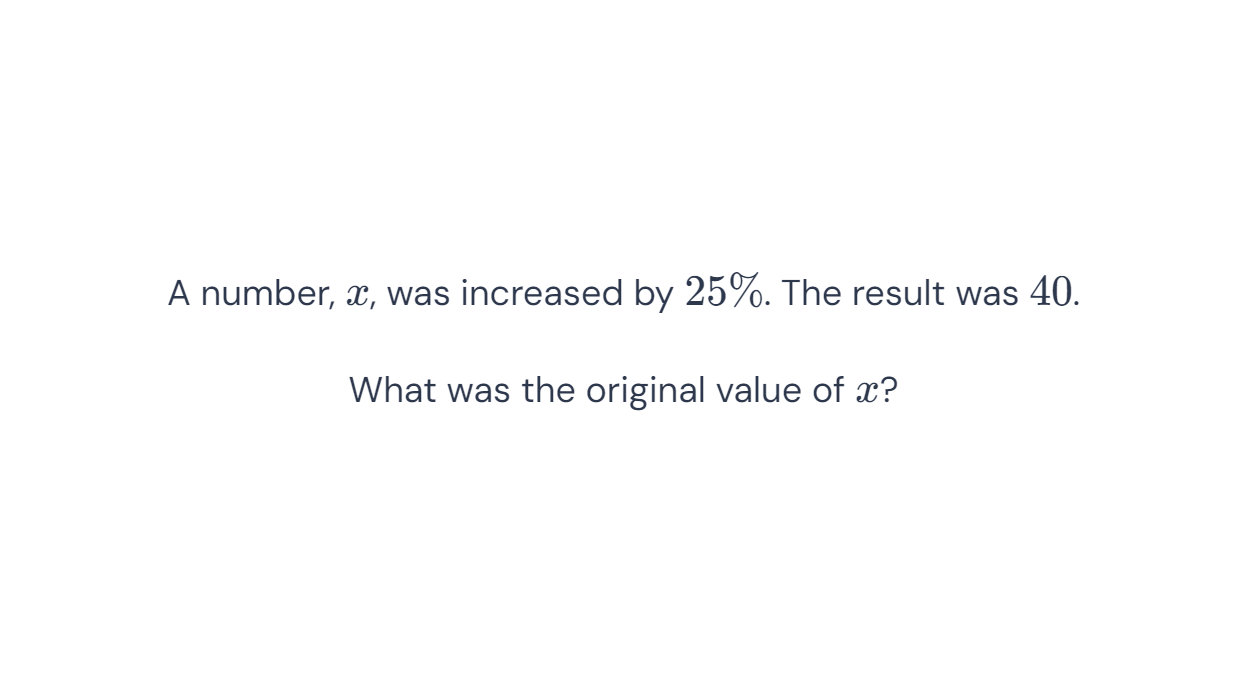 A number, x, was increased by 25%. The result was 40.
What was the original value of x?